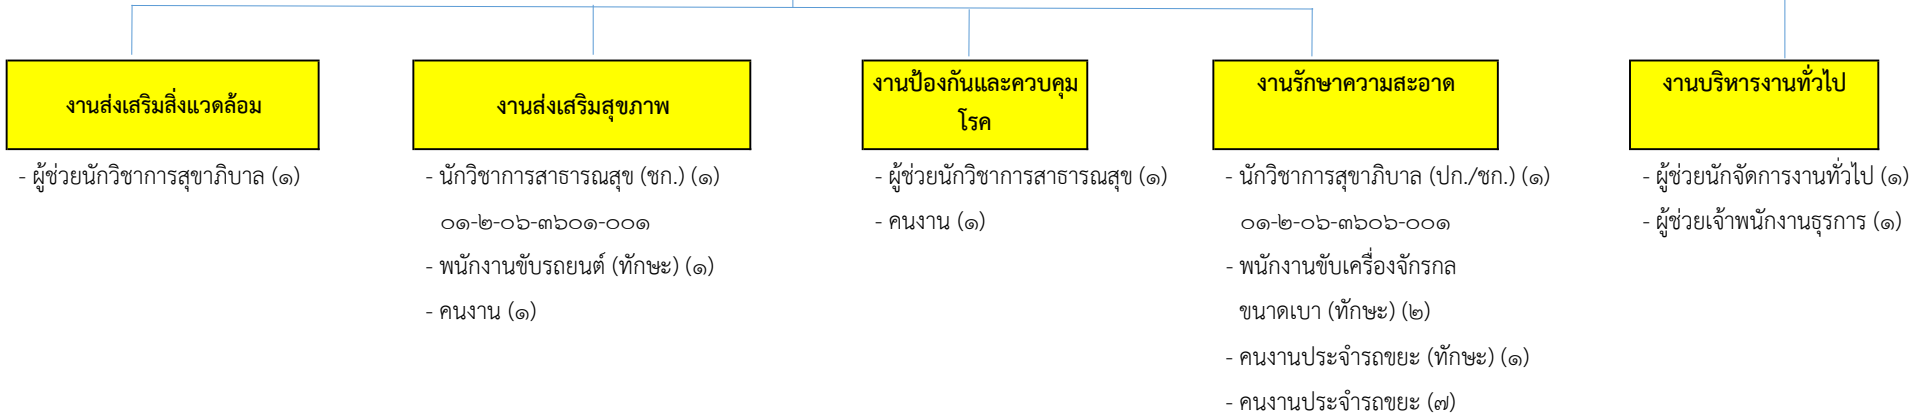 งานส่งเสริมสิ่งแวดล้อม
- ผู้ช่วยนักวิชาการสุขาภิบาล (๑)
งานส่งเสริมสุขภาพ
- นักวิชาการสาธารณสุข (ชก.) (๑)
๐๑-๒-๐๖-๓๖๐๑-๐๐๑
- พนักงานขับรถยนต์ (ทักษะ) (๑)
- คนงาน (๑)
งานป้องกันและควบคุม
โรค
- ผู้ช่วยนักวิชาการสาธารณสุข (๑)
- คนงาน (๑)
งานรักษาความสะอาด
- นักวิชาการสุขาภิบาล (ปก./ชก.) (๑)
๐๑-๒-๐๖-๓๖๐๖-๐๐๑
- พนักงานขับเครื่องจักรกล
ขนาดเบา (ทักษะ) (๒)
- คนงานประจำรถขยะ (ทักษะ) (๑)
- คนงานประจำรถขยะ (๗)
งานบริหารงานทั่วไป
- ผู้ช่วยนักจัดการงานทั่วไป (๑)
- ผู้ช่วยเจ้าพนักงานธุรการ (๑)